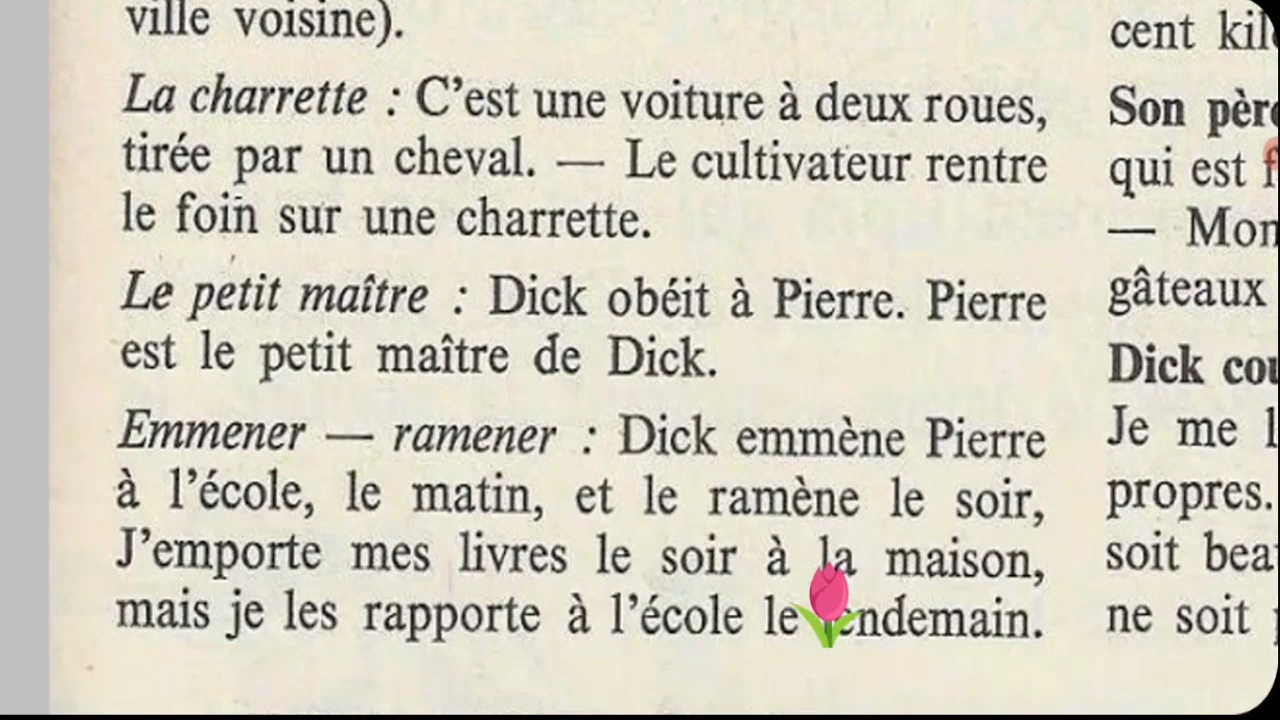 ville voisine).
La charrette : C'est une voiture à deux roues,
tirée par un cheval. — Le cultivateur rentre
le foin sur une charrette.
Le petit maître : Dick obéit à Pierre. Pierre
est le petit maître de Dick.
Emmener — ramener : Dick emmène Pierre
à l'école, le matin, et le ramène le soir,
J'emporte mes livres le soir à la maison,
mais je les rapporte à l'école le
cent
Son
qui est
—
gâteaux
Dick
Je me
propres.
soit
ne soit